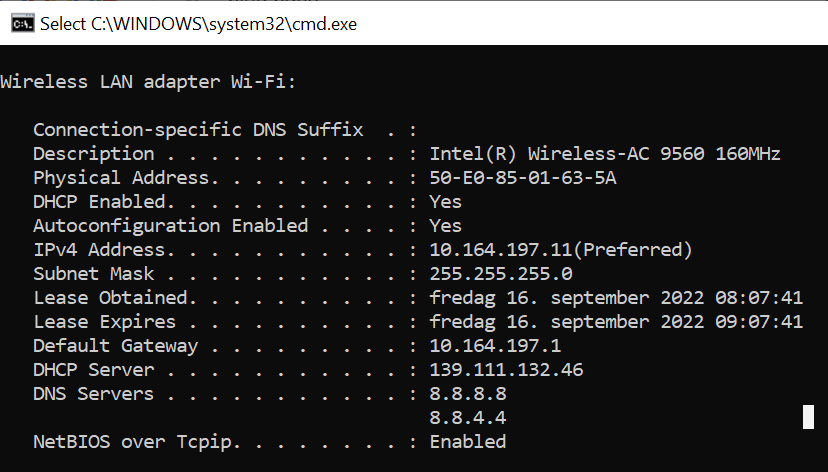 Select C:\WINDOWS\system32\cmd.exe
Wireless LAN adapter Wi-Fi:
Connection-specific DNS Suffix  . :
Description . . . . . . . . . . . : Intel(R) Wireless-AC 9560 160MHz
Physical Address. . . . . . . . . : 50-E0-85-01-63-5A
DHCP Enabled. . . . . . . . . . . : Yes
Autoconfiguration Enabled . . . . : Yes
IPv4 Address. . . . . . . . . . . : 10.164.197.11(Preferred)
Subnet Mask . . . . . . . . . . . : 255.255.255.0
Lease Obtained. . . . . . . . . . : fredag 16. september 2022 08:07:41
Lease Expires . . . . . . . . . . : fredag 16. september 2022 09:07:41
Default Gateway . . . . . . . . . : 10.164.197.1
DHCP Server . . . . . . . . . . . : 139.111.132.46
DNS Servers . . . . . . . . . . . : 8.8.8.8
8.8.4.4
NetBIOS over Tcpip. . . . . . . . : Enabled